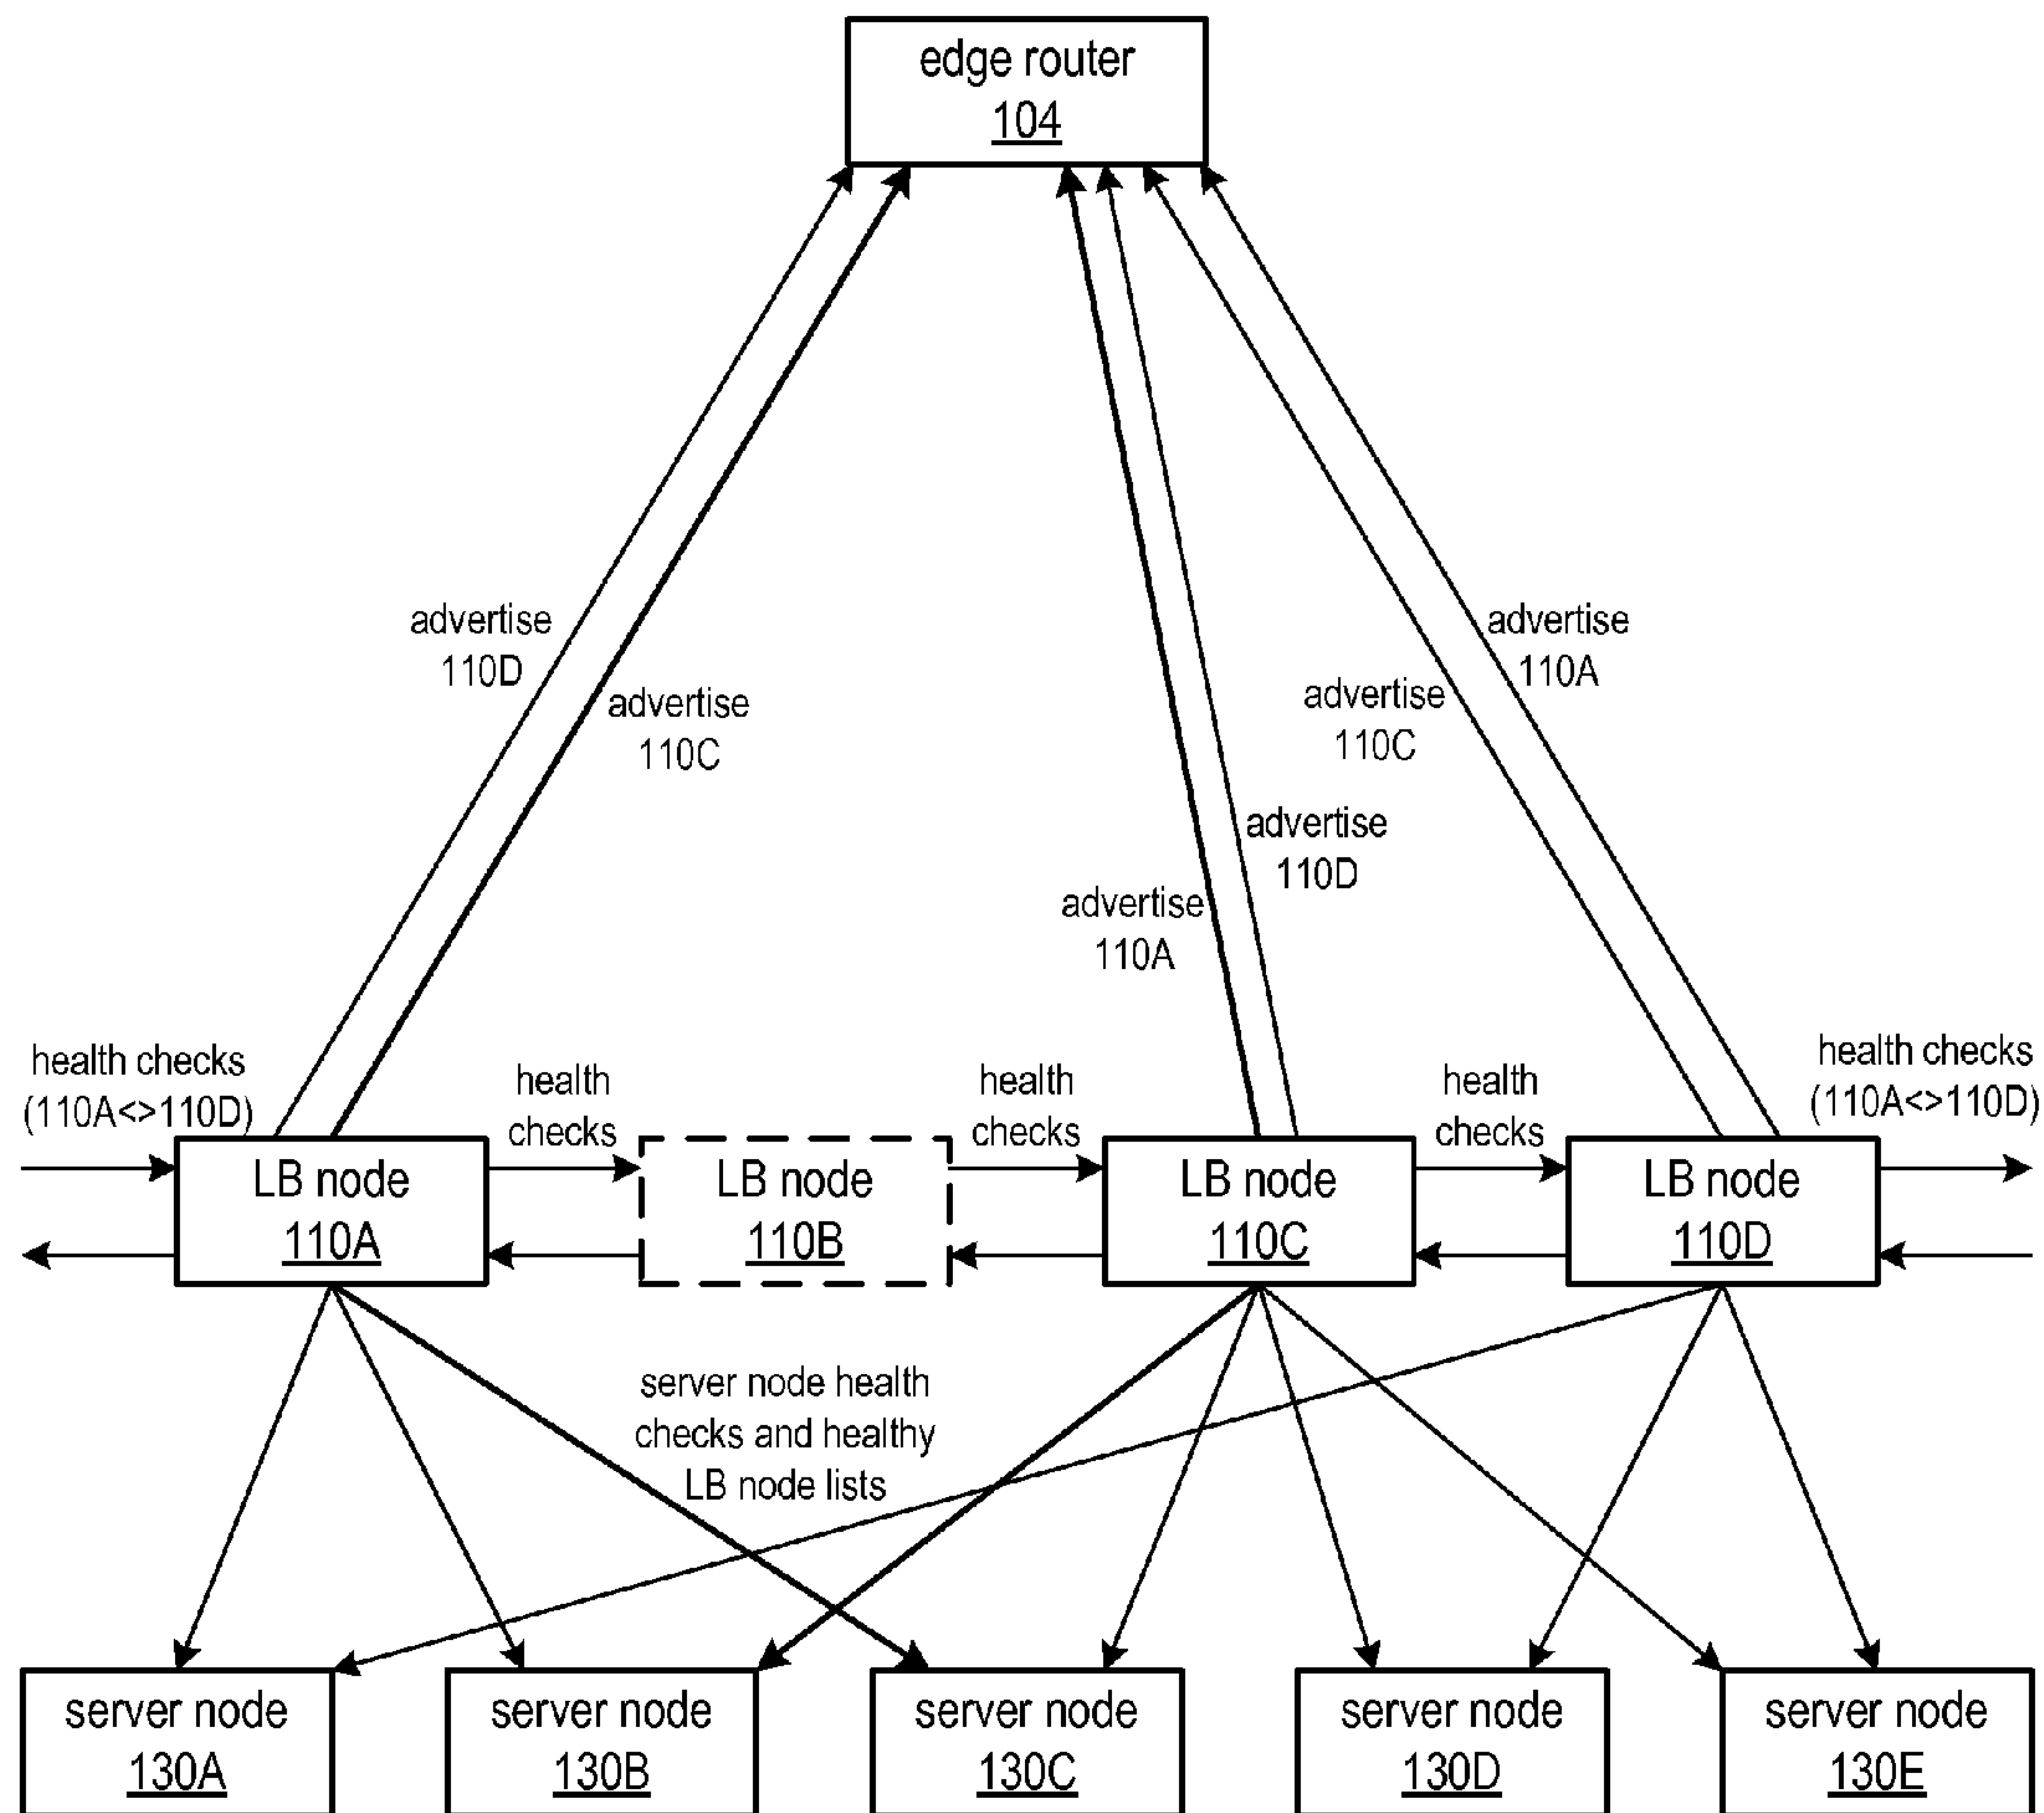 edge router
104
advertise
110D
advertise
110C
advertise
110A
advertise
110C
advertise
110D
advertise
110A
health checks
(110A<>110D)
health
checks
health
checks
health
checks
health checks
(110A<>110D)
LB node
110A
LB node
110B
LB node
110C
LB node
110D
server node health
checks and healthy
LB node lists
server node
130A
server node
130B
server node
130C
server node
130D
server node
130E